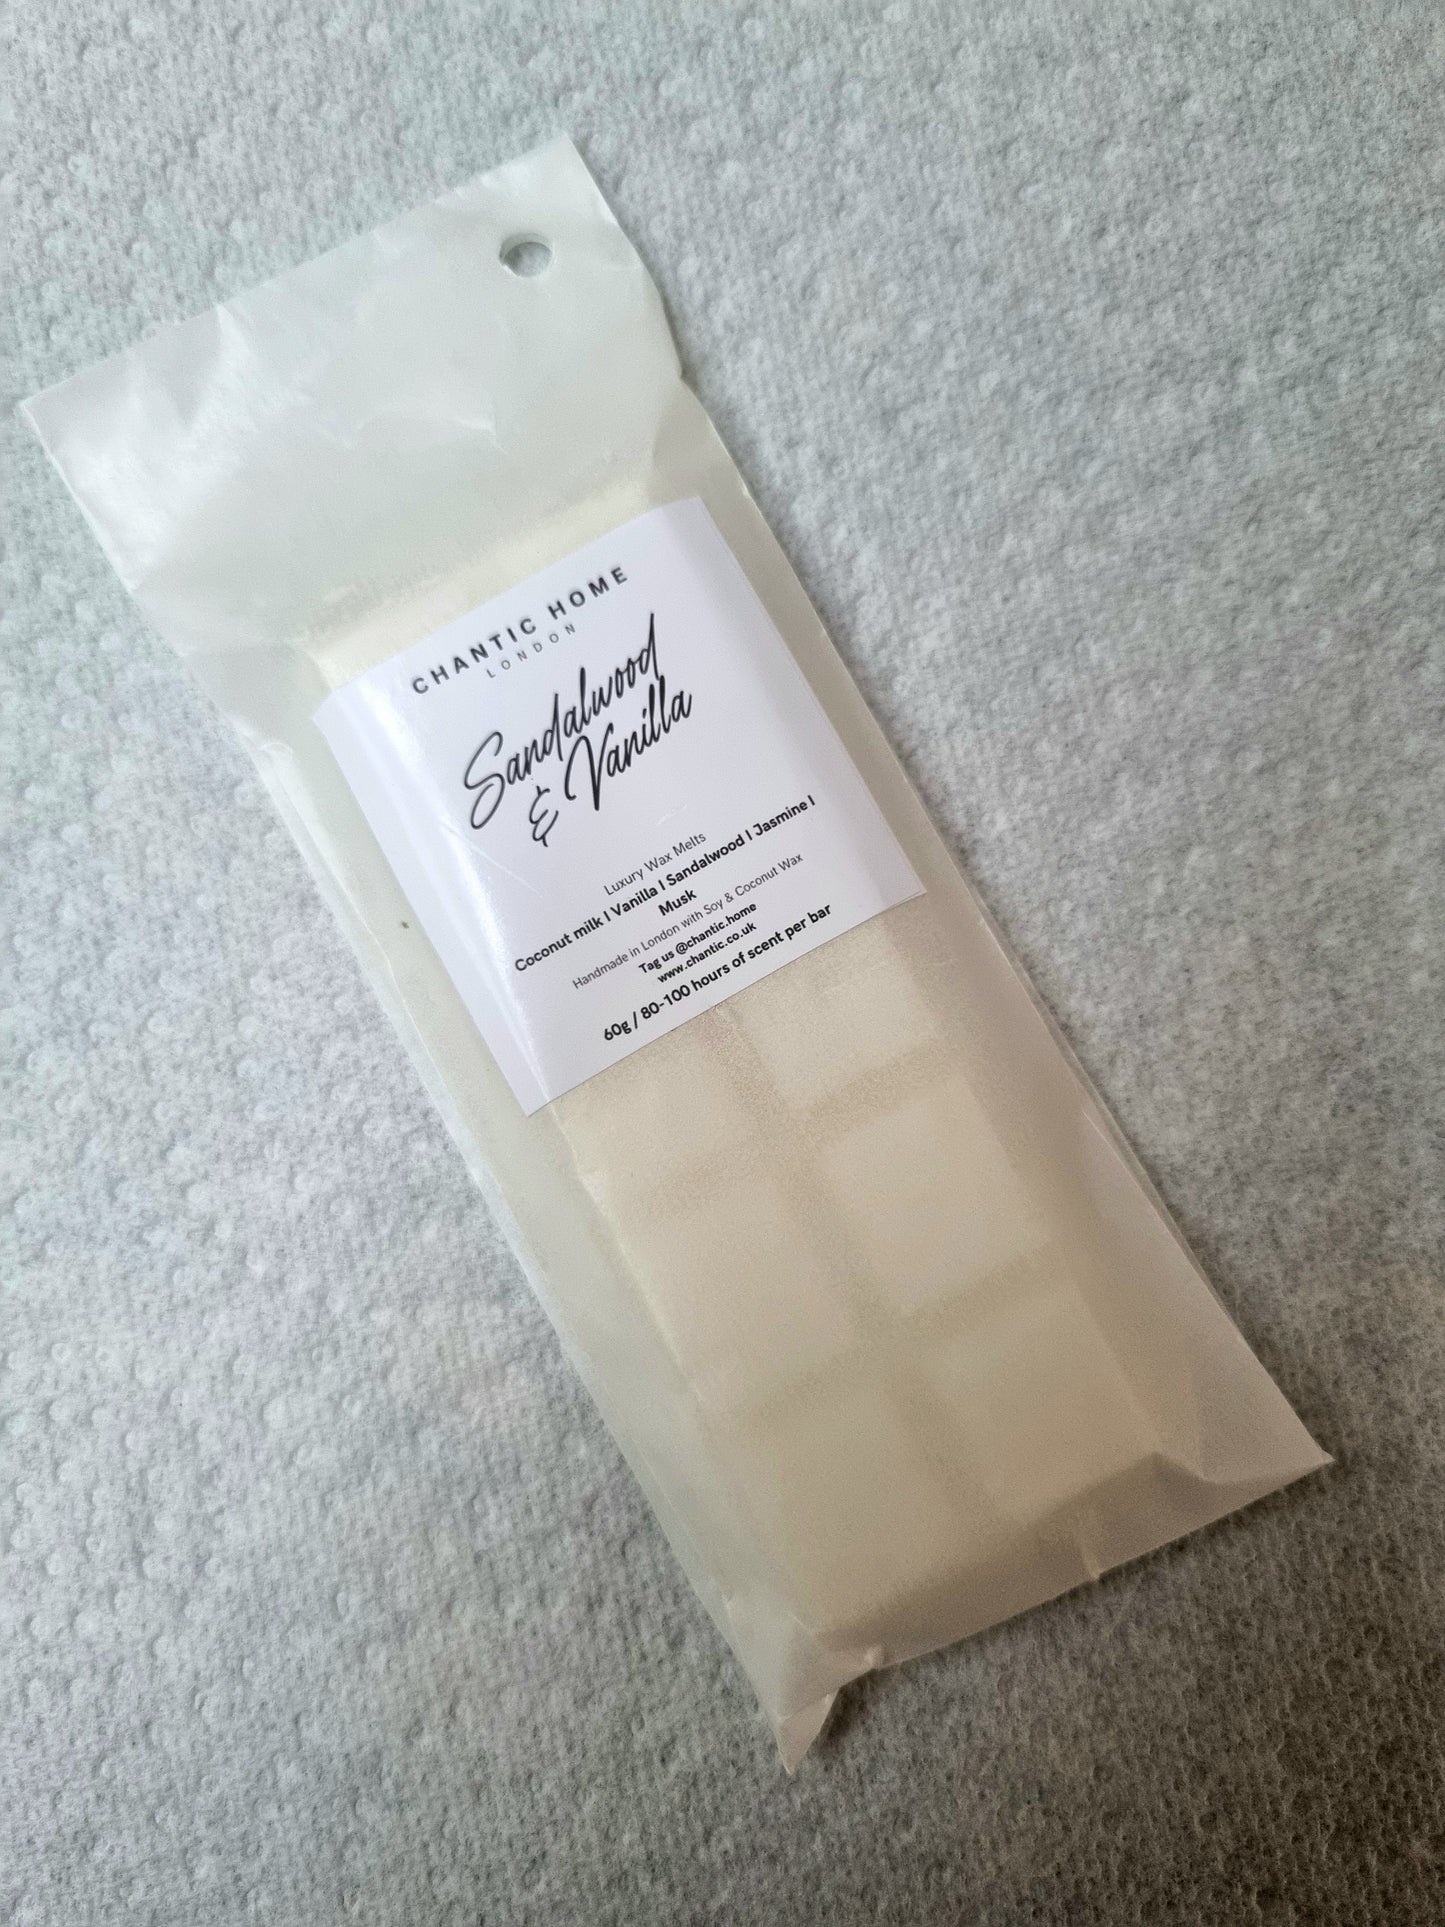 CHANTIC HOME
LONDON
Sandalwood
& Vanilla
Luxury Wax Melts
Coconut milk I Vanilla I Sandalwood I Jasmine I
Musk
Handmade in London with Soy & Coconut Wax
Tag us @chantic.home
www.chantic.co.uk
60g / 80-100 hours of scent per bar